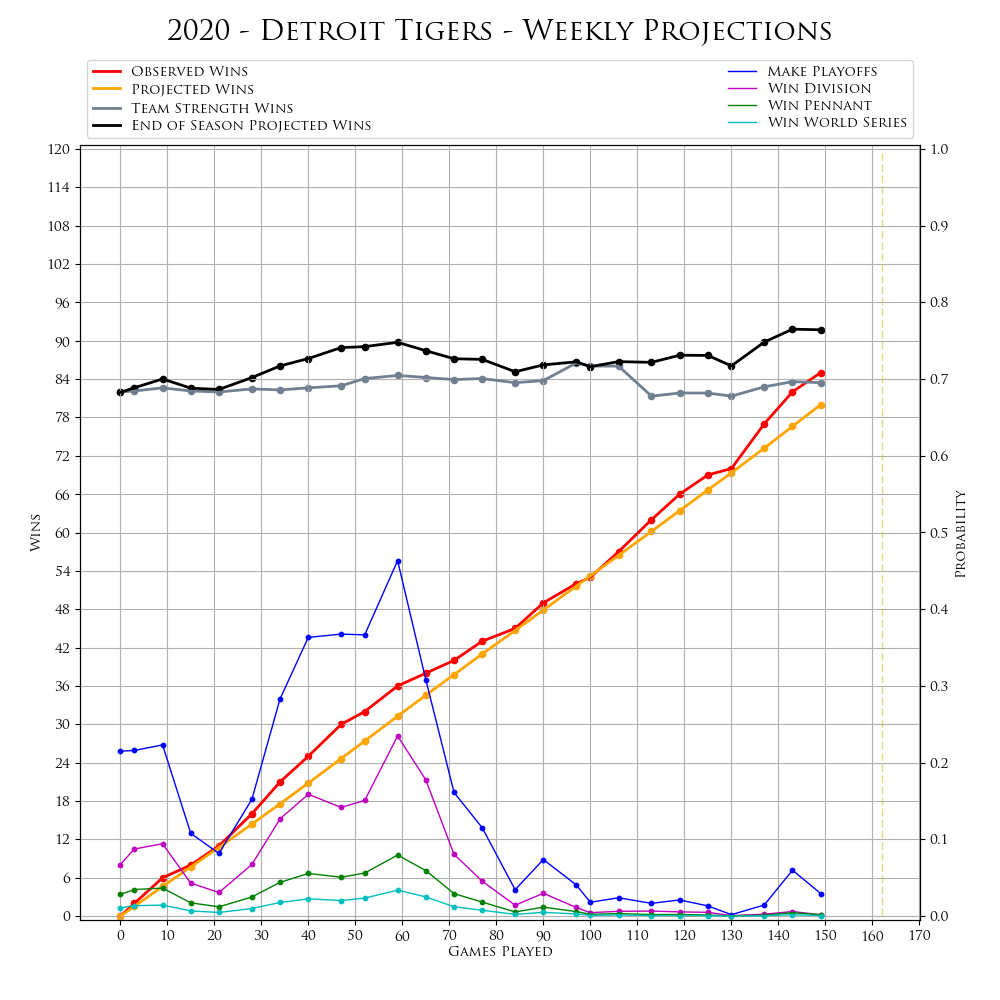 2020 - Detroit Tigers - Weekly Projections
Observed Wins
Projected Wins
Team Strength Wins
End of Season Projected Wins
Make Playoffs
Win Division
Win Pennant
Win World Series
120
114
108
102
96
90
84
78
72
66
60
54
48
42
36
30
24
18
12
6
0
Wins
1.0
0.9
0.8
0.7
0.6
0.5
0.4
0.3
0.2
0.1
0.0
Probability
0 10 20 30 40 50 60 70 80 90 100 110 120 130 140 150 160 170
Games Played